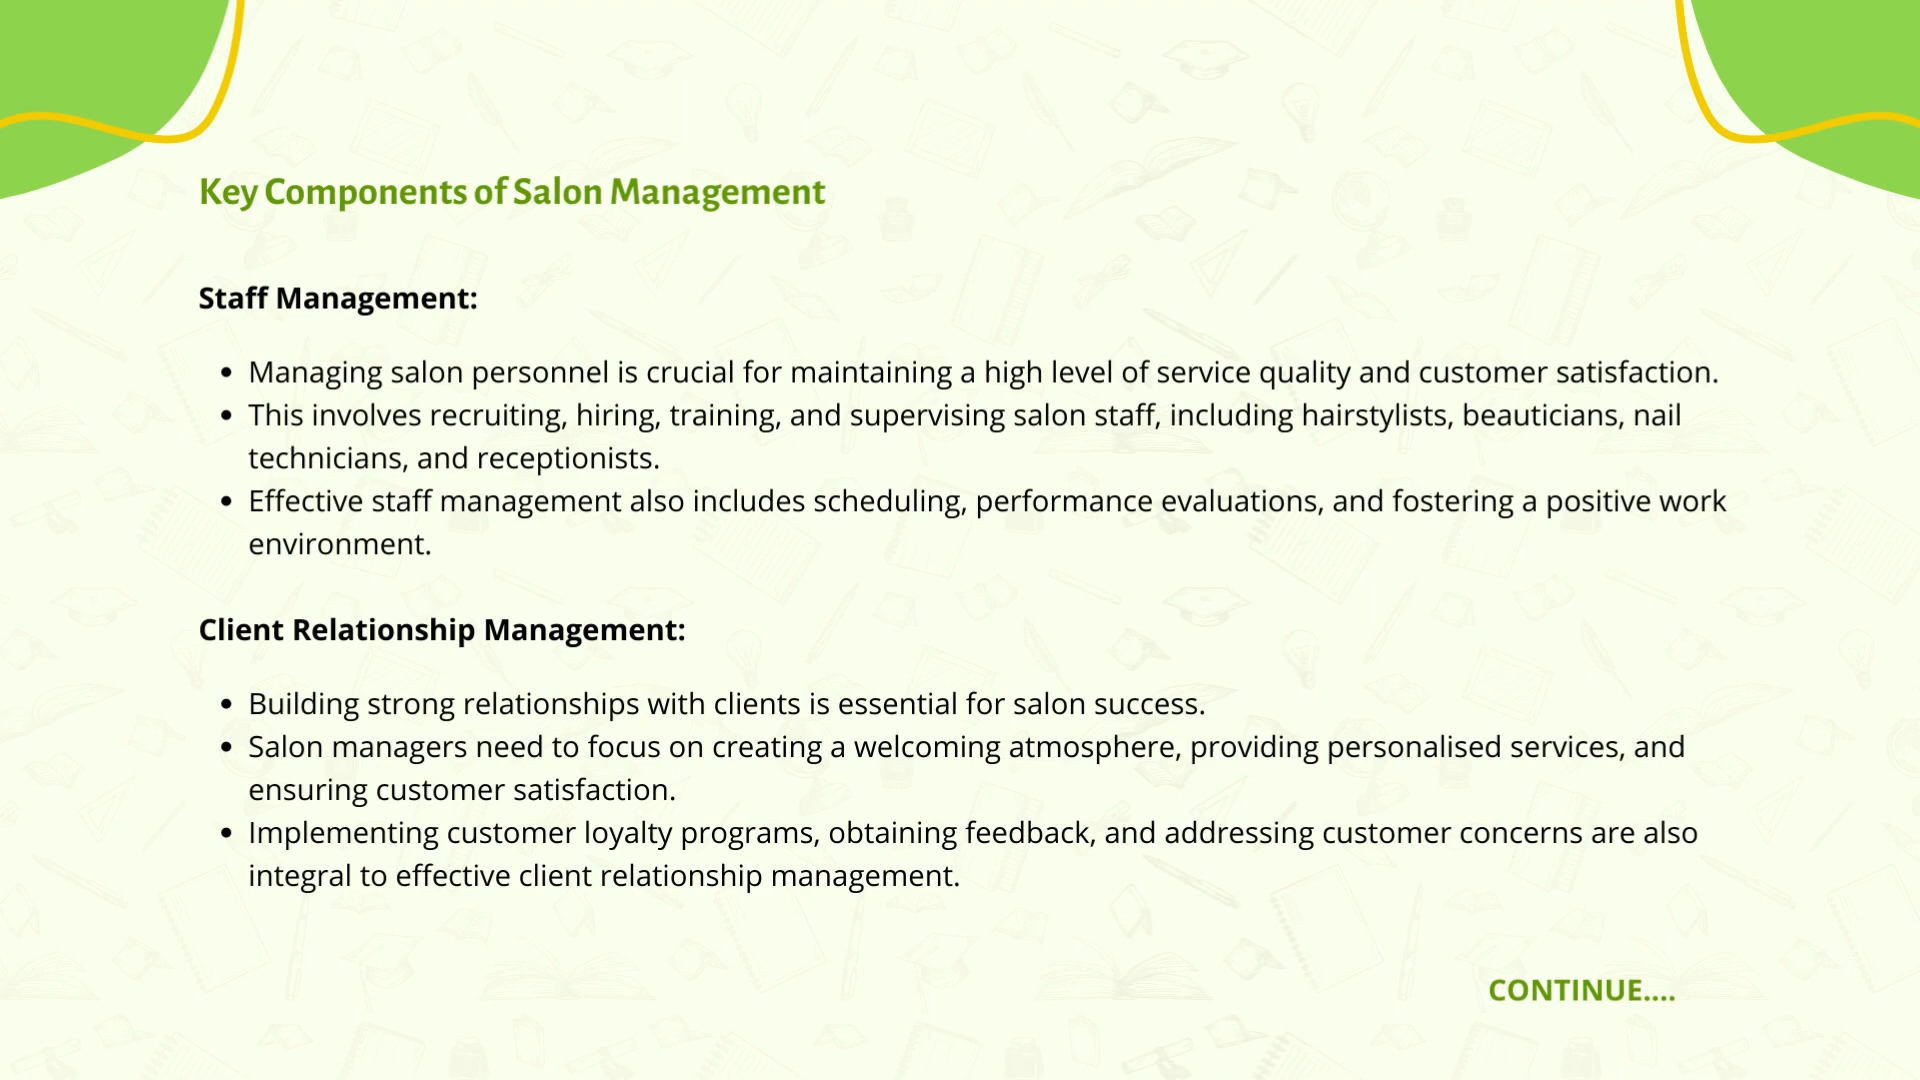 Key Components of Salon Management
Staff Management:
• Managing salon personnel is crucial for maintaining a high level of service quality and customer satisfaction.
• This involves recruiting, hiring, training, and supervising salon staff, including hairstylists, beauticians, nail
technicians, and receptionists.
• Effective staff management also includes scheduling, performance evaluations, and fostering a positive work
environment.
Client Relationship Management:
• Building strong relationships with clients is essential for salon success.
• Salon managers need to focus on creating a welcoming atmosphere, providing personalised services, and
ensuring customer satisfaction.
• Implementing customer loyalty programs, obtaining feedback, and addressing customer concerns are also
integral to effective client relationship management.
CONTINUE....